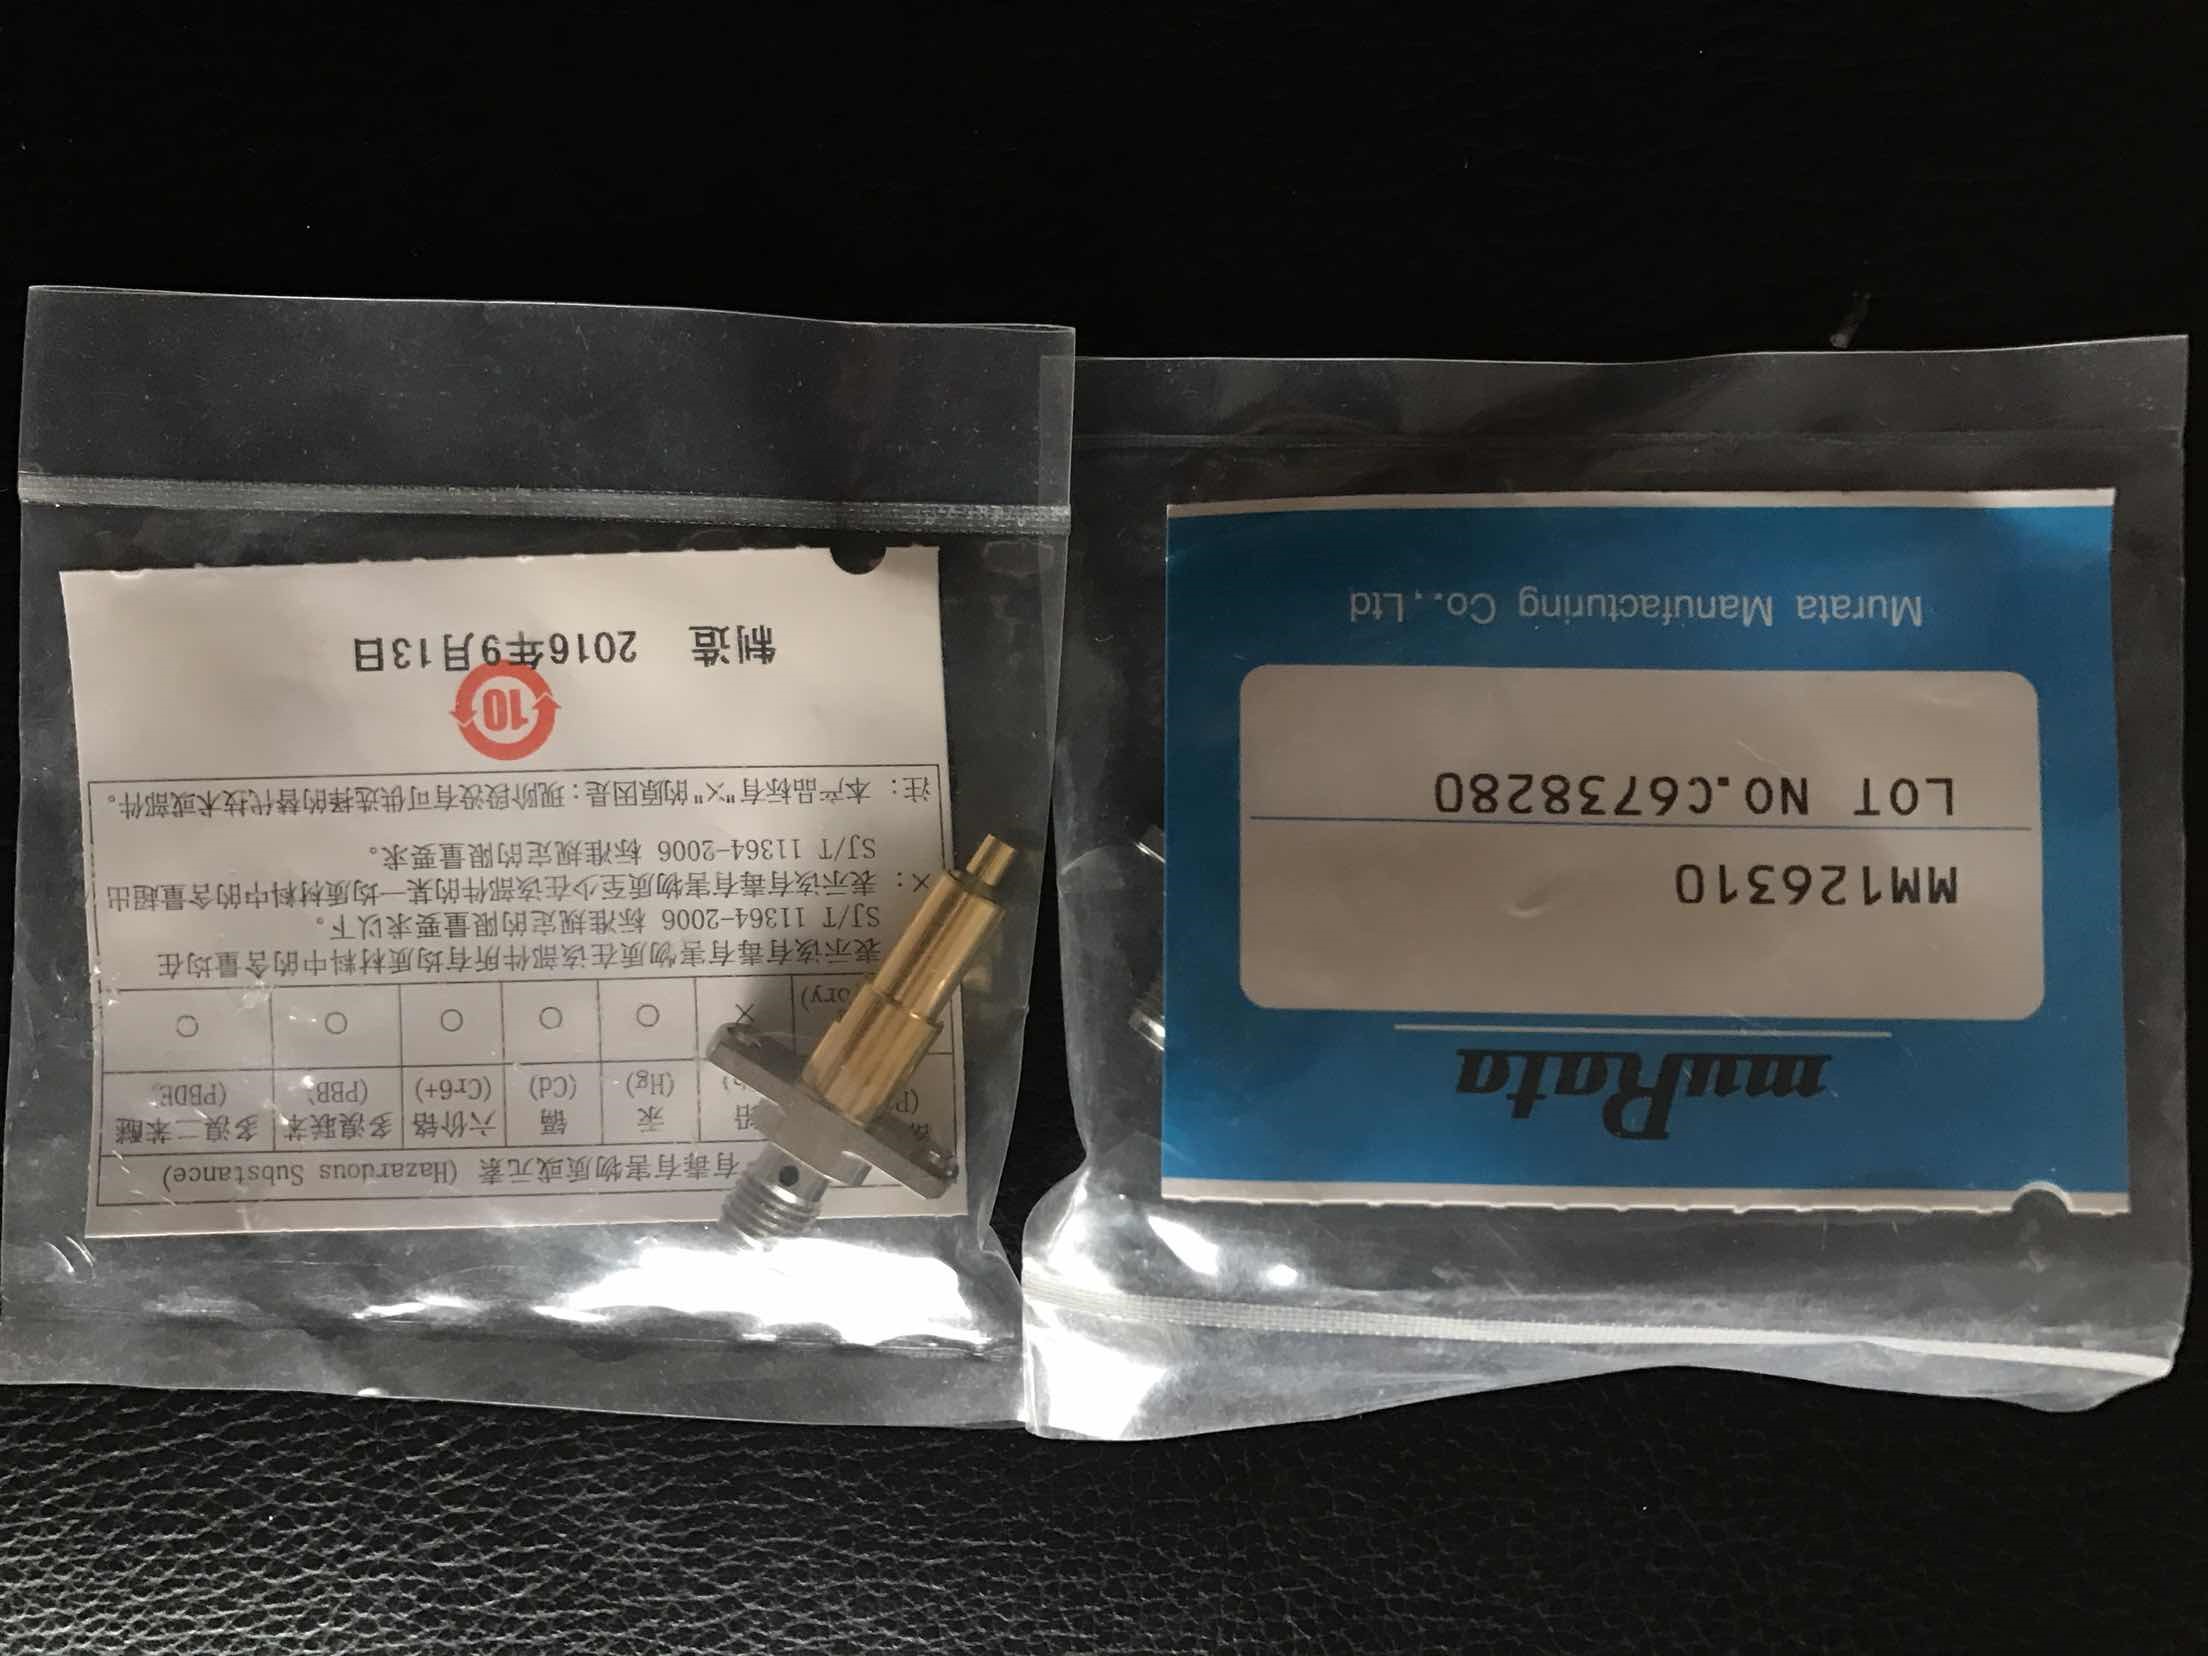 muRata
MM126310
LOT NO.C6738280
Murata Manufacturing Co.,Ltd
有毒有害物质或元素 (Hazardous Substance)
铅 汞 镉 六价铬 多溴联苯 多溴二苯醚
(Hg) (Cd) (Cr6+) (PBB) (PBDE
× ○ ○ ○ ○ ○
表示该有毒有害物质在该部件所有均质材料中的含量均在
SJ/T 11364-2006 标准规定的限量要求以下。
×: 表示该有毒有害物质至少在该部件的某一均质材料中的含量超出
SJ/T 11364-2006 标准规定的限量要求。
注: 本产品标有"×"的原因是:现阶段没有可供选择的替代技术或部件。
10
制造 2016年9月13日